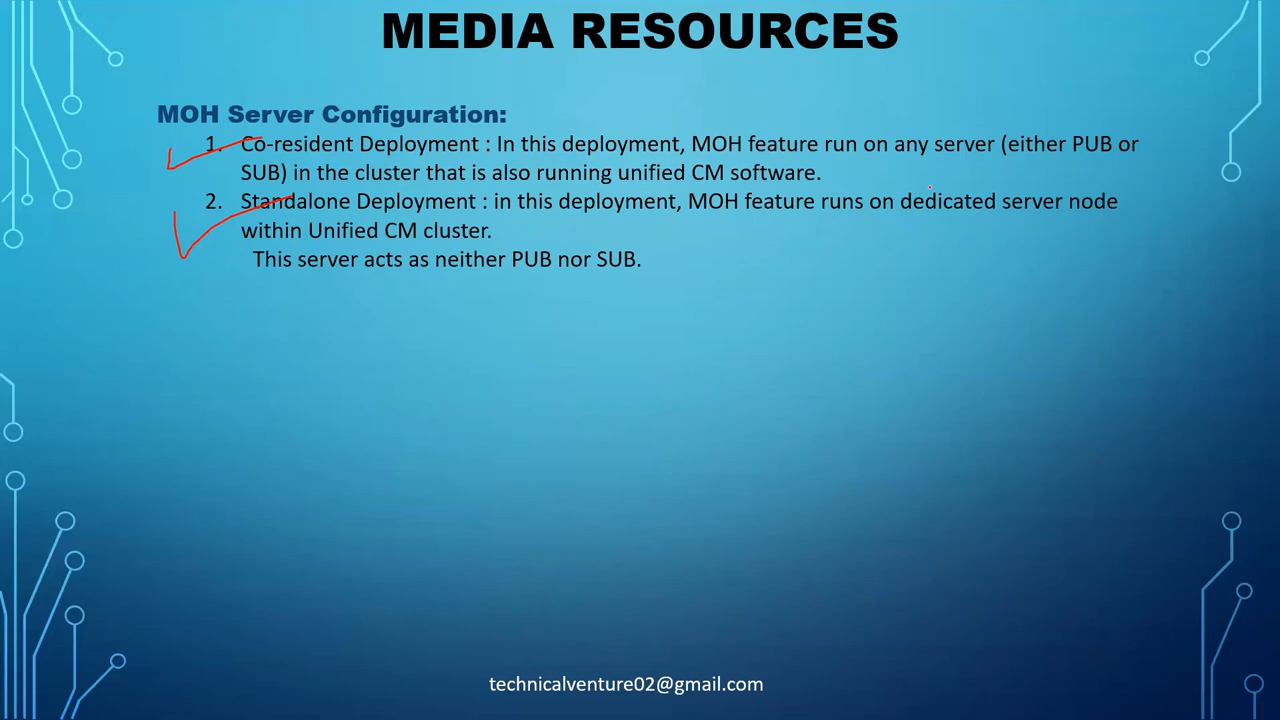 MEDIA RESOURCES
MOH Server Configuration:
1. Co-resident Deployment : In this deployment, MOH feature run on any server (either PUB or
SUB) in the cluster that is also running unified CM software.
2. Standalone Deployment : in this deployment, MOH feature runs on dedicated server node
within Unified CM cluster.
This server acts as neither PUB nor SUB.
technicalventure02@gmail.com